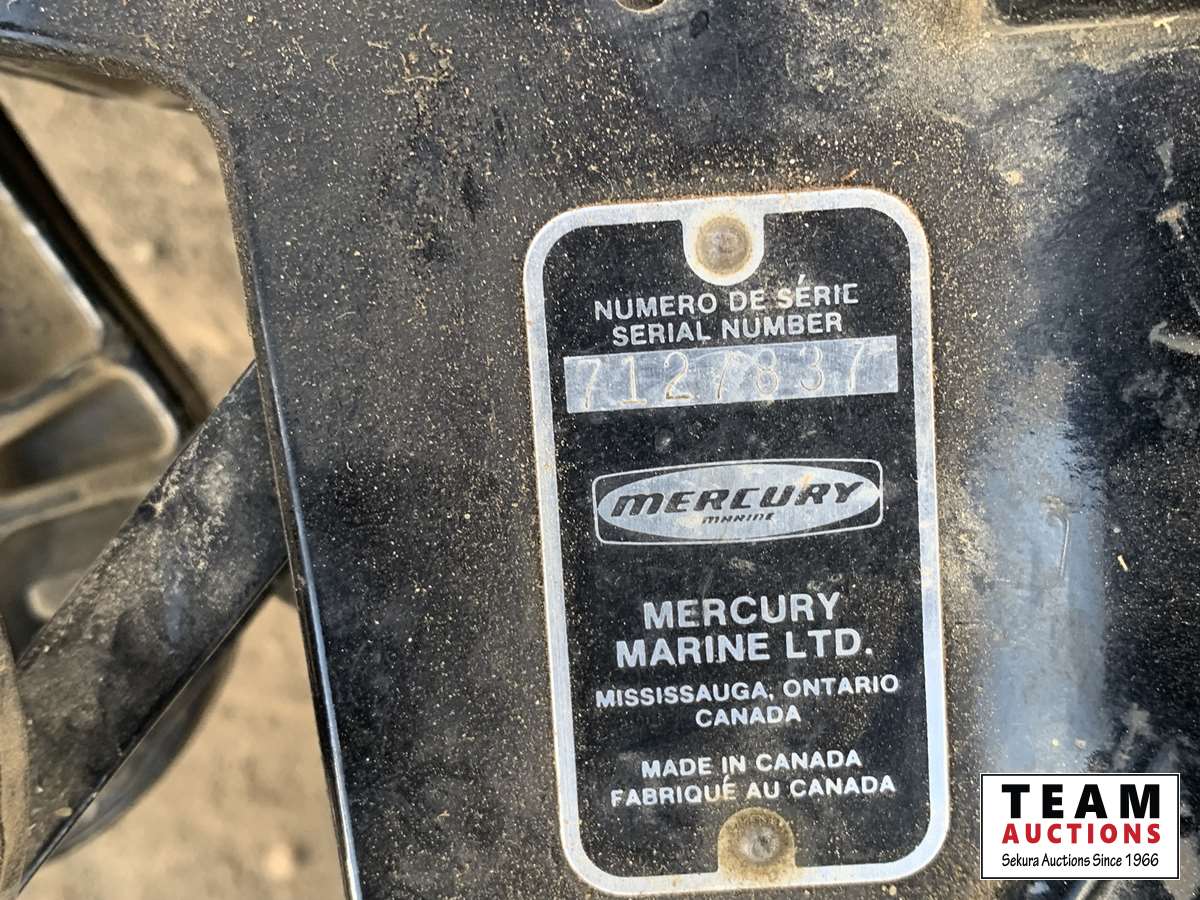 NUMERO DE SÉRIE
SERIAL NUMBER
7127837
MERCURY
MARINE
MERCURY
MARINE LTD.
MISSISSAUGA, ONTARIO
CANADA
MADE IN CANADA
FABRIQUÉ AU CANADA
TEAM
AUCTIONS
Sekura Auctions Since 1966